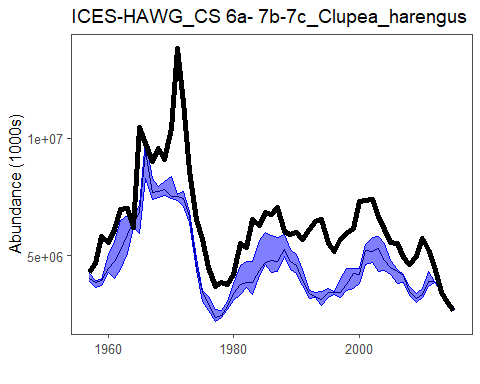 ICES-HAWG_CS 6a- 7b-7c_Clupea_harengus
Abundance (1000s)
1e+07
5e+06
1960 1980 2000